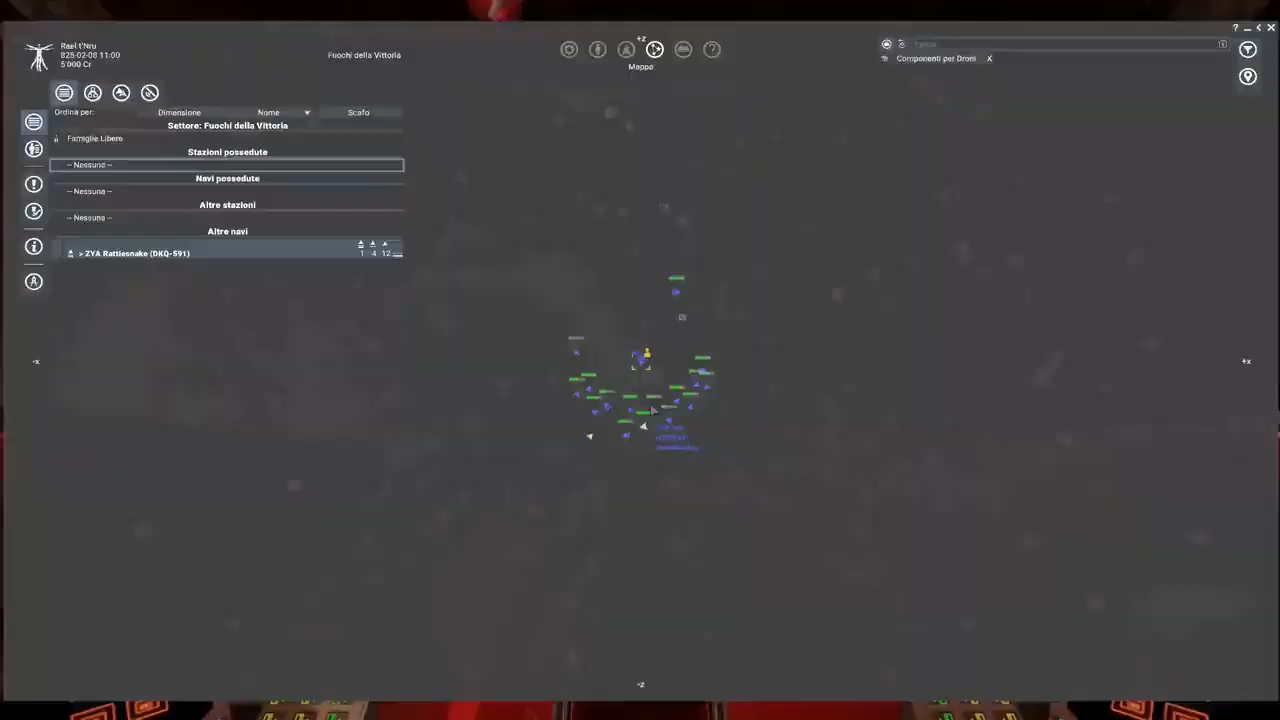 ? _ < X
Rael t'Nru
825-02-08 11:00
5'000 Cr
Fuochi della Vittoria
+z
?
Mappa
Componenti per Droni X
Ordina per:
Dimensione
Nome
Scafo
Settore: Fuochi della Vittoria
Famiglie Libere
Stazioni possedute
-- Nessuna --
Navi possedute
-- Nessuna --
Altre stazioni
-- Nessuna --
Altre navi
> ZYA Rattlesnake (DKQ-591)
1 4 12
-x
+x
-z